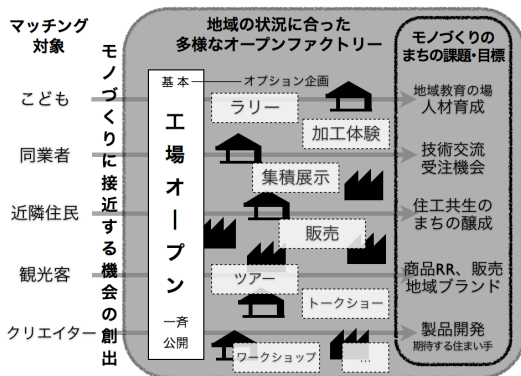 マッチング
対象
こども
同業者
近隣住民
観光客
クリエイター
モノづくりに接近する機会の創出
地域の状況に合った
多様なオープンファクトリー
基本
オプション企画
工場オープン
一斉
公開
ラリー
加工体験
集積展示
販売
ツアー
トークショー
ワークショップ
…
モノづくりの
まちの課題・目標
地域教育の場
人材育成
技術交流
受注機会
住工共生の
まちの醸成
商品RR、販売
地域ブランド
製品開発
期待する住まい手